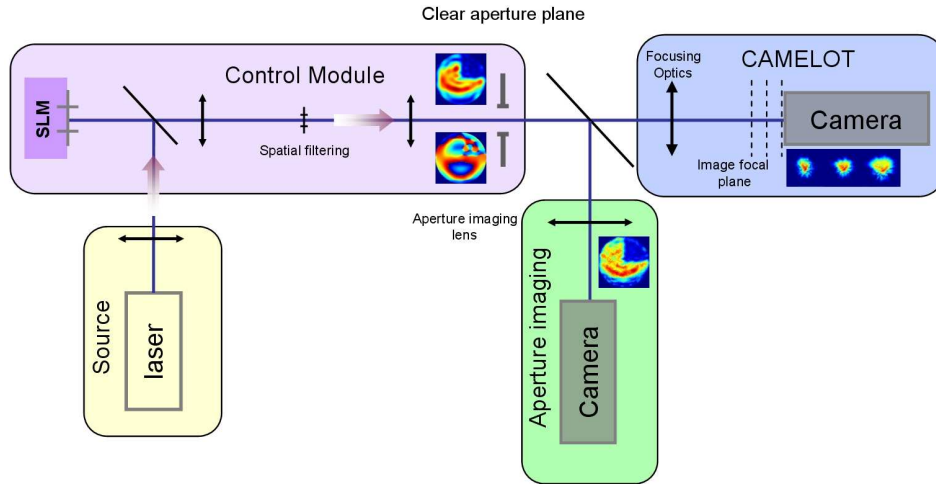 Clear aperture plane
Control Module
SLM
Spatial filtering
Focusing
Optics
CAMELOT
Camera
Image focal
plane
Aperture imaging
lens
Source
laser
Aperture imaging
Camera